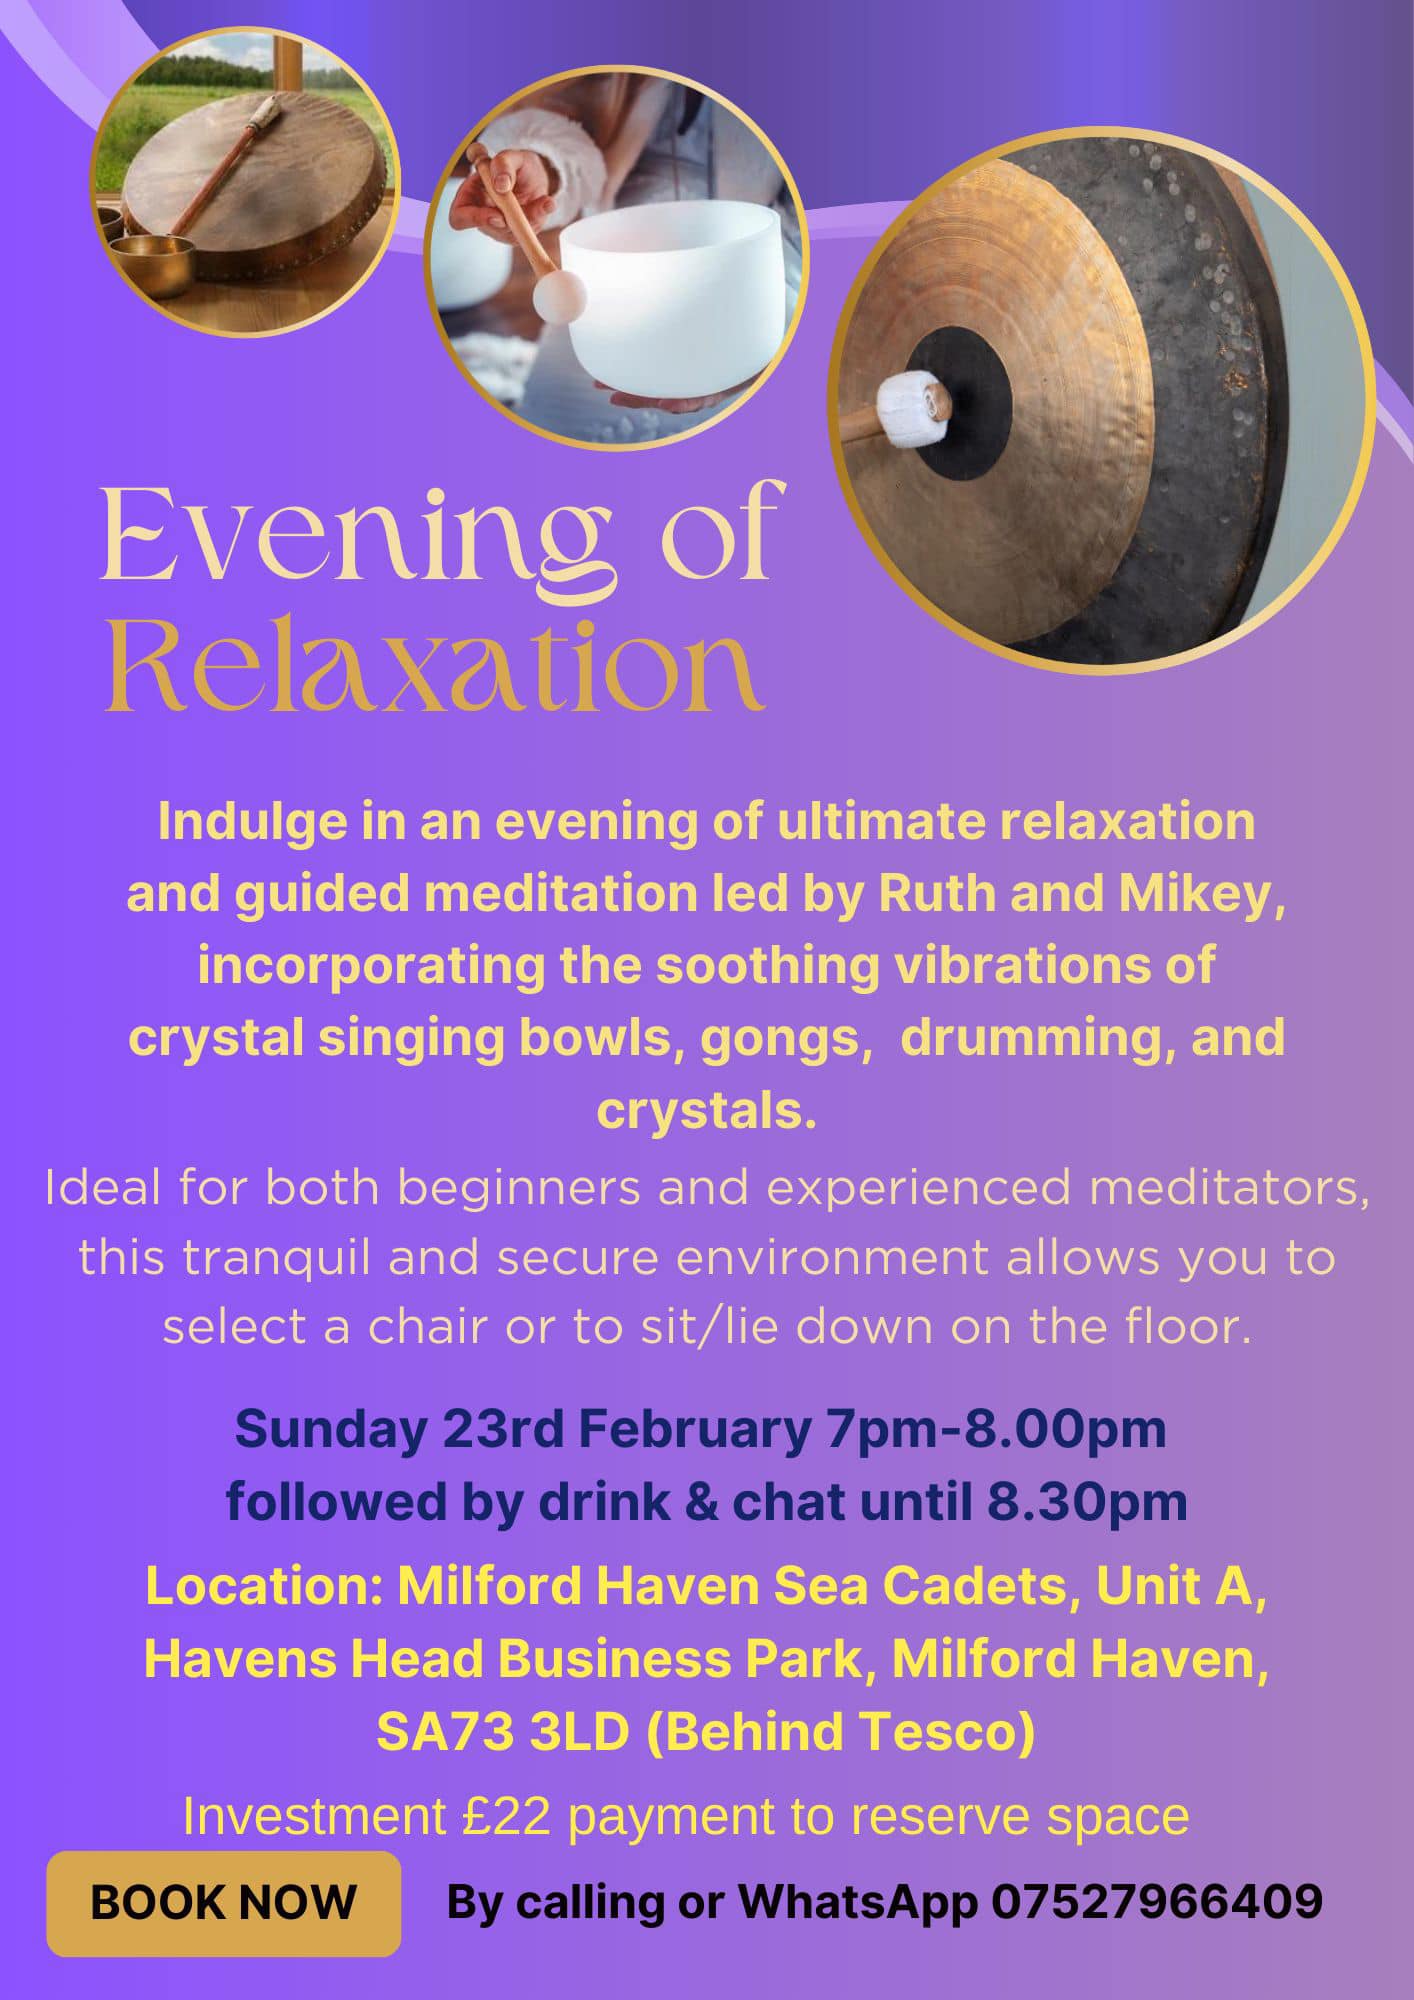 Evening of
Relaxation
Indulge in an evening of ultimate relaxation
and guided meditation led by Ruth and Mikey,
incorporating the soothing vibrations of
crystal singing bowls, gongs,  drumming, and
crystals.
Ideal for both beginners and experienced meditators,
this tranquil and secure environment allows you to
select a chair or to sit/lie down on the floor.
Sunday 23rd February 7pm-8.00pm
followed by drink & chat until 8.30pm
Location: Milford Haven Sea Cadets, Unit A,
Havens Head Business Park, Milford Haven,
SA73 3LD (Behind Tesco)
Investment £22 payment to reserve space
BOOK NOW
By calling or WhatsApp 07527966409